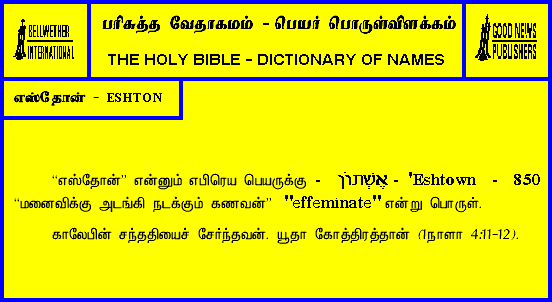 BELLWETHER
INTERNATIONAL
பரிசுத்த வேதாகமம் - பெயர் பொருள்விளக்கம்
THE HOLY BIBLE - DICTIONARY OF NAMES
GOOD NEWS
PUBLISHERS
எஸ்தோன் - ESHTON
“எஸ்தோன்” என்னும் எபிரெய பெயருக்கு - אֶשְׁתּוֹן - 'Eshtown - 850
“மனைவிக்கு அடங்கி நடக்கும் கணவன்” "effeminate" என்று பொருள்.
காலேபின் சந்ததியைச் சேர்ந்தவன். யூதா கோத்திரத்தான் (1நாளா 4:11-12).